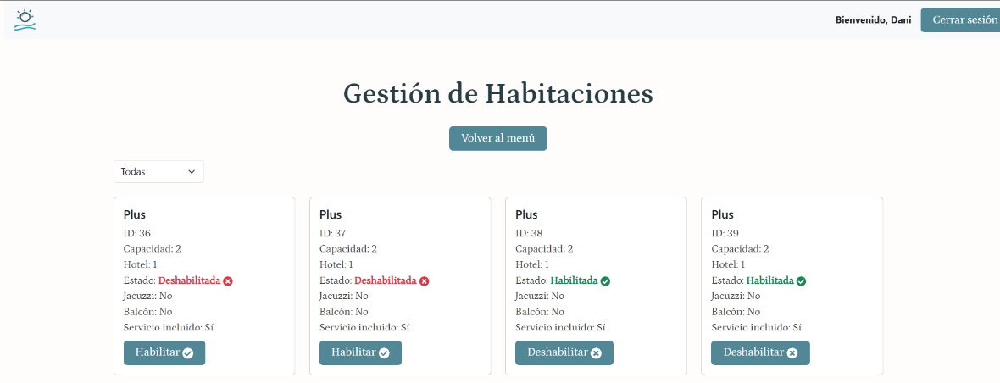 Bienvenido, Dani
Cerrar sesión
Gestión de Habitaciones
Volver al menú
Todas
Plus
ID: 36
Capacidad: 2
Hotel: 1
Estado: Deshabilitada
Jacuzzi: No
Balcón: No
Servicio incluido: Sí
Habilitar
Plus
ID: 37
Capacidad: 2
Hotel: 1
Estado: Deshabilitada
Jacuzzi: No
Balcón: No
Servicio incluido: Sí
Habilitar
Plus
ID: 38
Capacidad: 2
Hotel: 1
Estado: Habilitada
Jacuzzi: No
Balcón: No
Servicio incluido: Sí
Deshabilitar
Plus
ID: 39
Capacidad: 2
Hotel: 1
Estado: Habilitada
Jacuzzi: No
Balcón: No
Servicio incluido: Sí
Deshabilitar